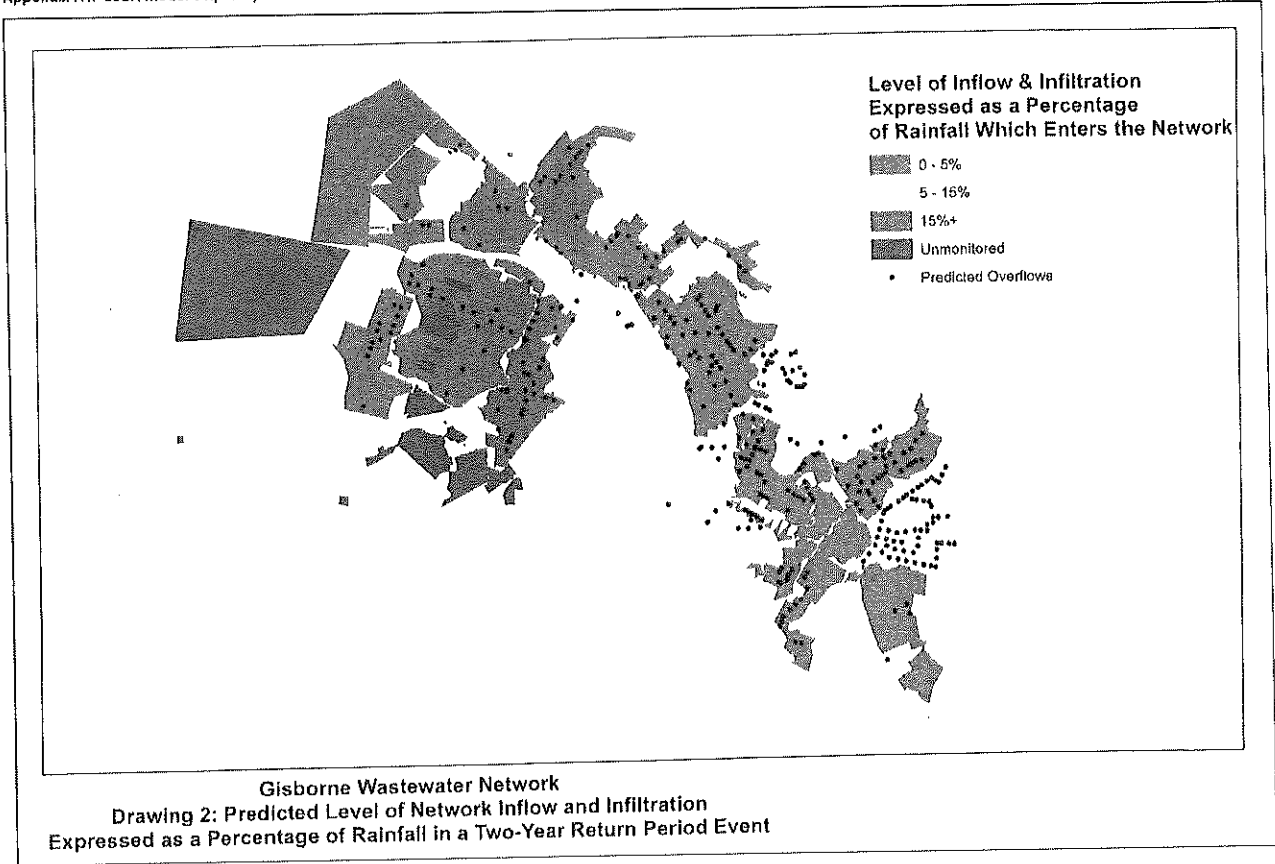 Level of Inflow & Infiltration
Expressed as a Percentage
of Rainfall Which Enters the Network
0 - 5%
5 - 15%
15%+
Unmonitored
Predicted Overflows
Gisborne Wastewater Network
Drawing 2: Predicted Level of Network Inflow and Infiltration
Expressed as a Percentage of Rainfall in a Two-Year Return Period Event